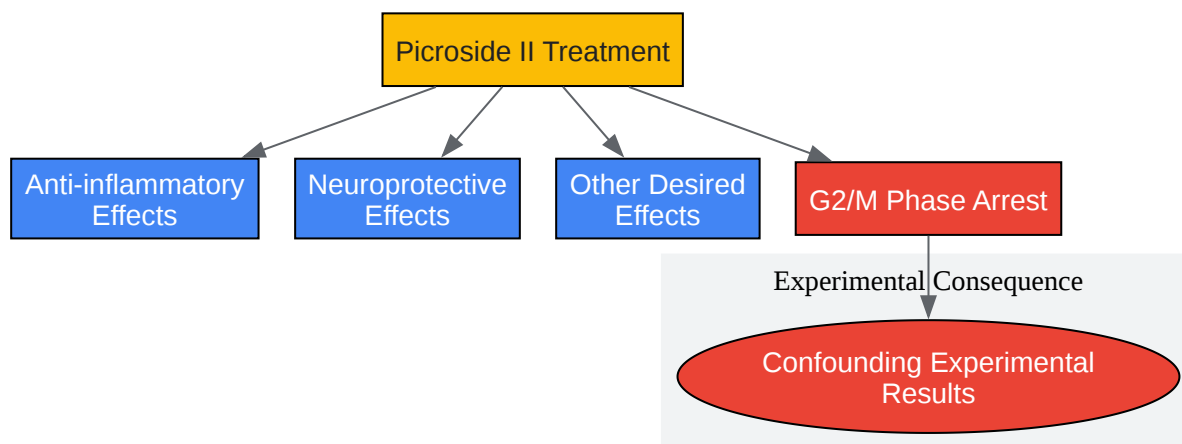 Picroside II Treatment
Anti-inflammatory
Effects
Neuroprotective
Effects
Other Desired
Effects
G2/M Phase Arrest
Experimental Consequence
Confounding Experimental
Results